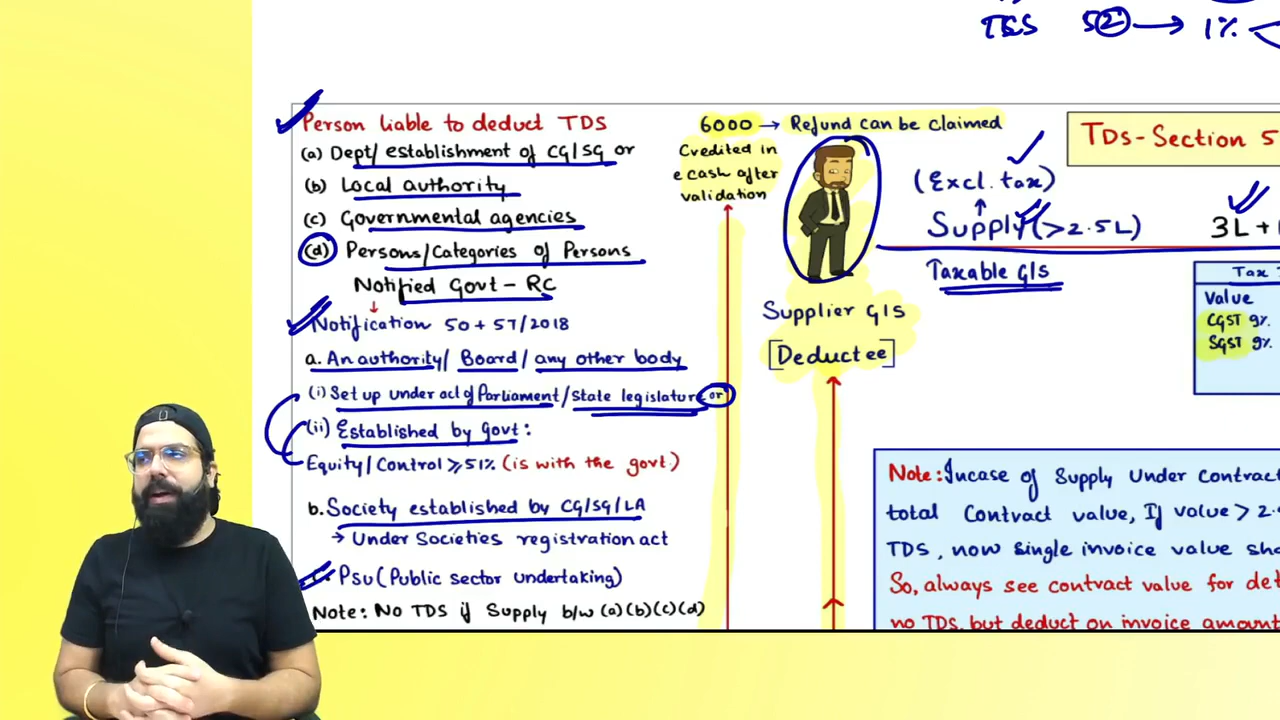 TCS 52 → 1%
Person liable to deduct TDS
(a) Dept/ establishment of CG/SG or
(b) Local authority
(c) Governmental agencies
(d) Persons/Categories of Persons
Notified Govt - RC
Notification 50 + 57/2018
a. An authority/ Board/ any other body
(i) Set up under act of Parliament/State legislature or
(ii) Established by Govt:
Equity/Control ≥51% (is with the govt.)
b. Society established by CG/SG/LA
→ Under Societies registration act
c. PSU (Public sector undertaking)
Note: No TDS if Supply b/w (a)(b)(c)(d)
6000 → Refund can be claimed
Credited in
e cash after
validation
Supplier G/S
[Deductee]
(Excl. tax)
Supply (>2.5L)
Taxable G/S
TDS-Section 5
3L +
Tax
Value
CGST 9%
SGST 9%
Note: Incase of Supply under Contract
total Contract value, If value > 2.
TDS, now single invoice value
So, always see contract value for
no TDS, but deduct on invoice amount